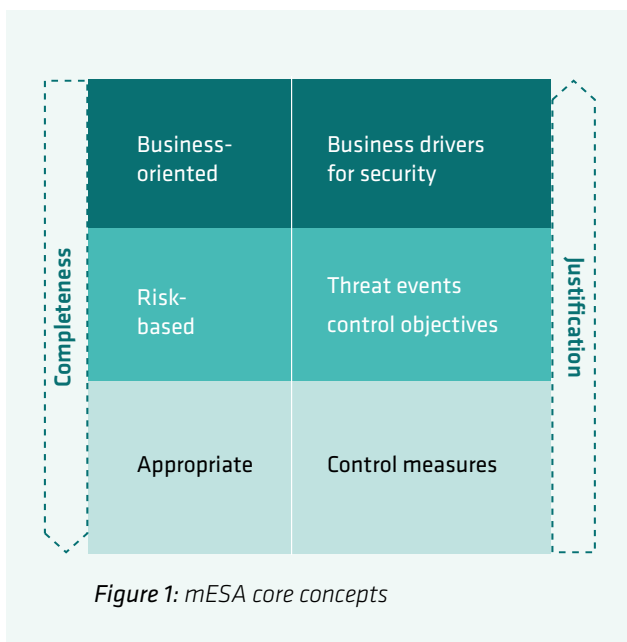 Completeness
Business-
oriented
Business drivers
for security
Risk-
based
Threat events
control objectives
Appropriate
Control measures
Justification
Figure 1: mESA core concepts